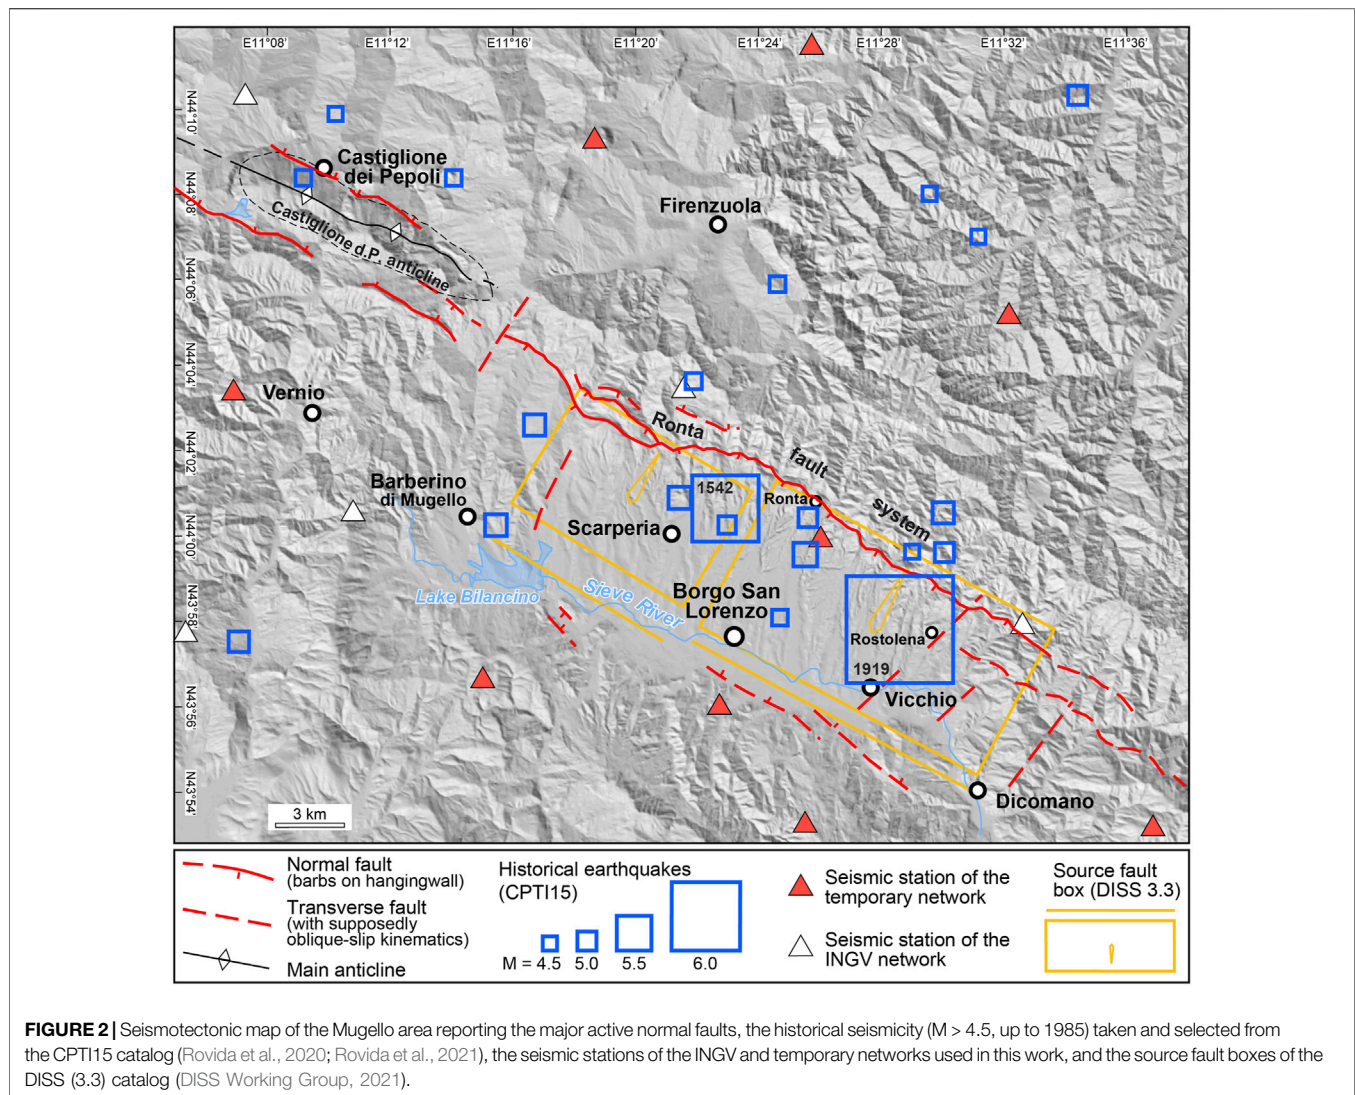 E11°08'
E11°12'
E11°16'
E11°20'
E11°24'
E11°28'
E11°32'
E11°36'
N44°10'
N44°08'
N44°06'
N44°04'
N44°02'
N44°00'
N43°58'
N43°56'
N43°54'
Castiglione
dei Pepoli
Castiglione d.P. anticline
Firenzuola
Vernio
Ronta
fault
system
Barberino
di Mugello
1542
Ronta
Scarperia
Lake Bilancino
Sieve River
Borgo San
Lorenzo
Rostolena
1919
Vicchio
Dicomano
3 km
Normal fault
(barbs on hangingwall)
Transverse fault
(with supposedly
oblique-slip kinematics)
Main anticline
Historical earthquakes
(CPTI15)
M = 4.5 5.0 5.5 6.0
Seismic station of the
temporary network
Seismic station of the
INGV network
Source fault
box (DISS 3.3)
FIGURE 2 | Seismotectonic map of the Mugello area reporting the major active normal faults, the historical seismicity (M > 4.5, up to 1985) taken and selected from
the CPTI15 catalog (Rovida et al., 2020; Rovida et al., 2021), the seismic stations of the INGV and temporary networks used in this work, and the source fault boxes of the
DISS (3.3) catalog (DISS Working Group, 2021).